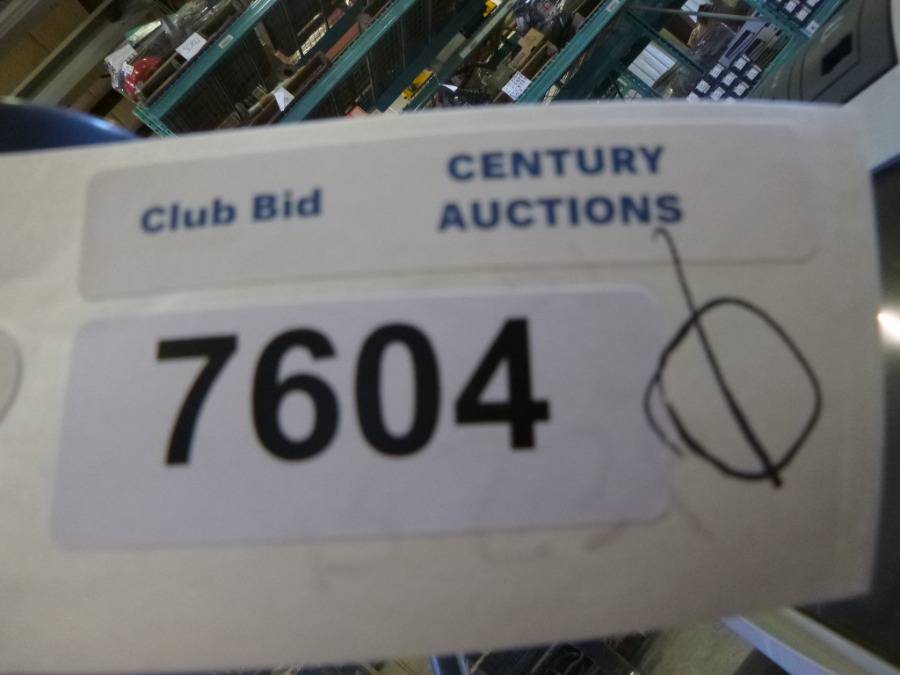 Club Bid
CENTURY
AUCTIONS
7604